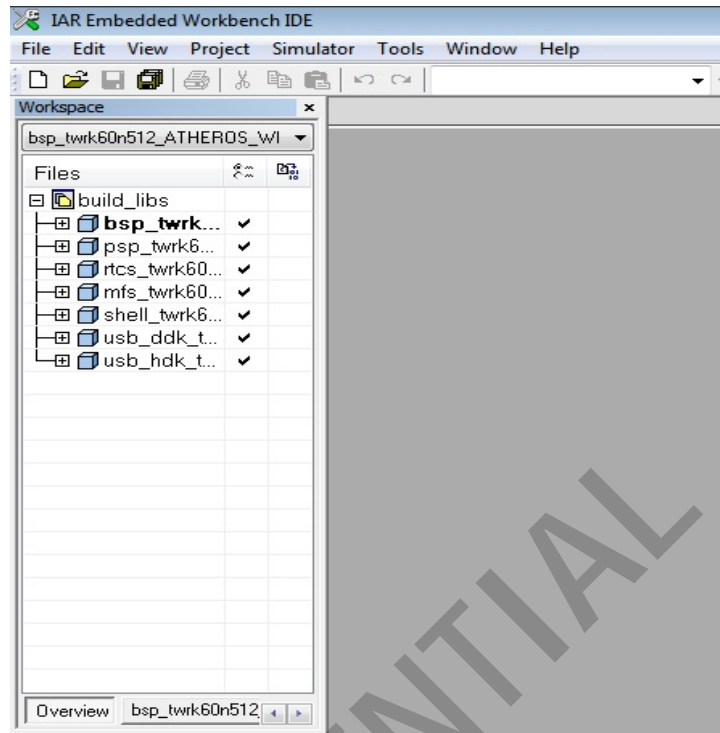 IAR Embedded Workbench IDE
File Edit View Project Simulator Tools Window Help
Workspace
bsp_twrk60n512_ATHEROS_WI
Files
build_libs
bsp_twrk...
psp_twrk6...
rtcs_twrk60...
mfs_twrk60...
shell_twrk6...
usb_ddk_t...
usb_hdk_t...
Overview bsp_twrk60n512
ENTIAL